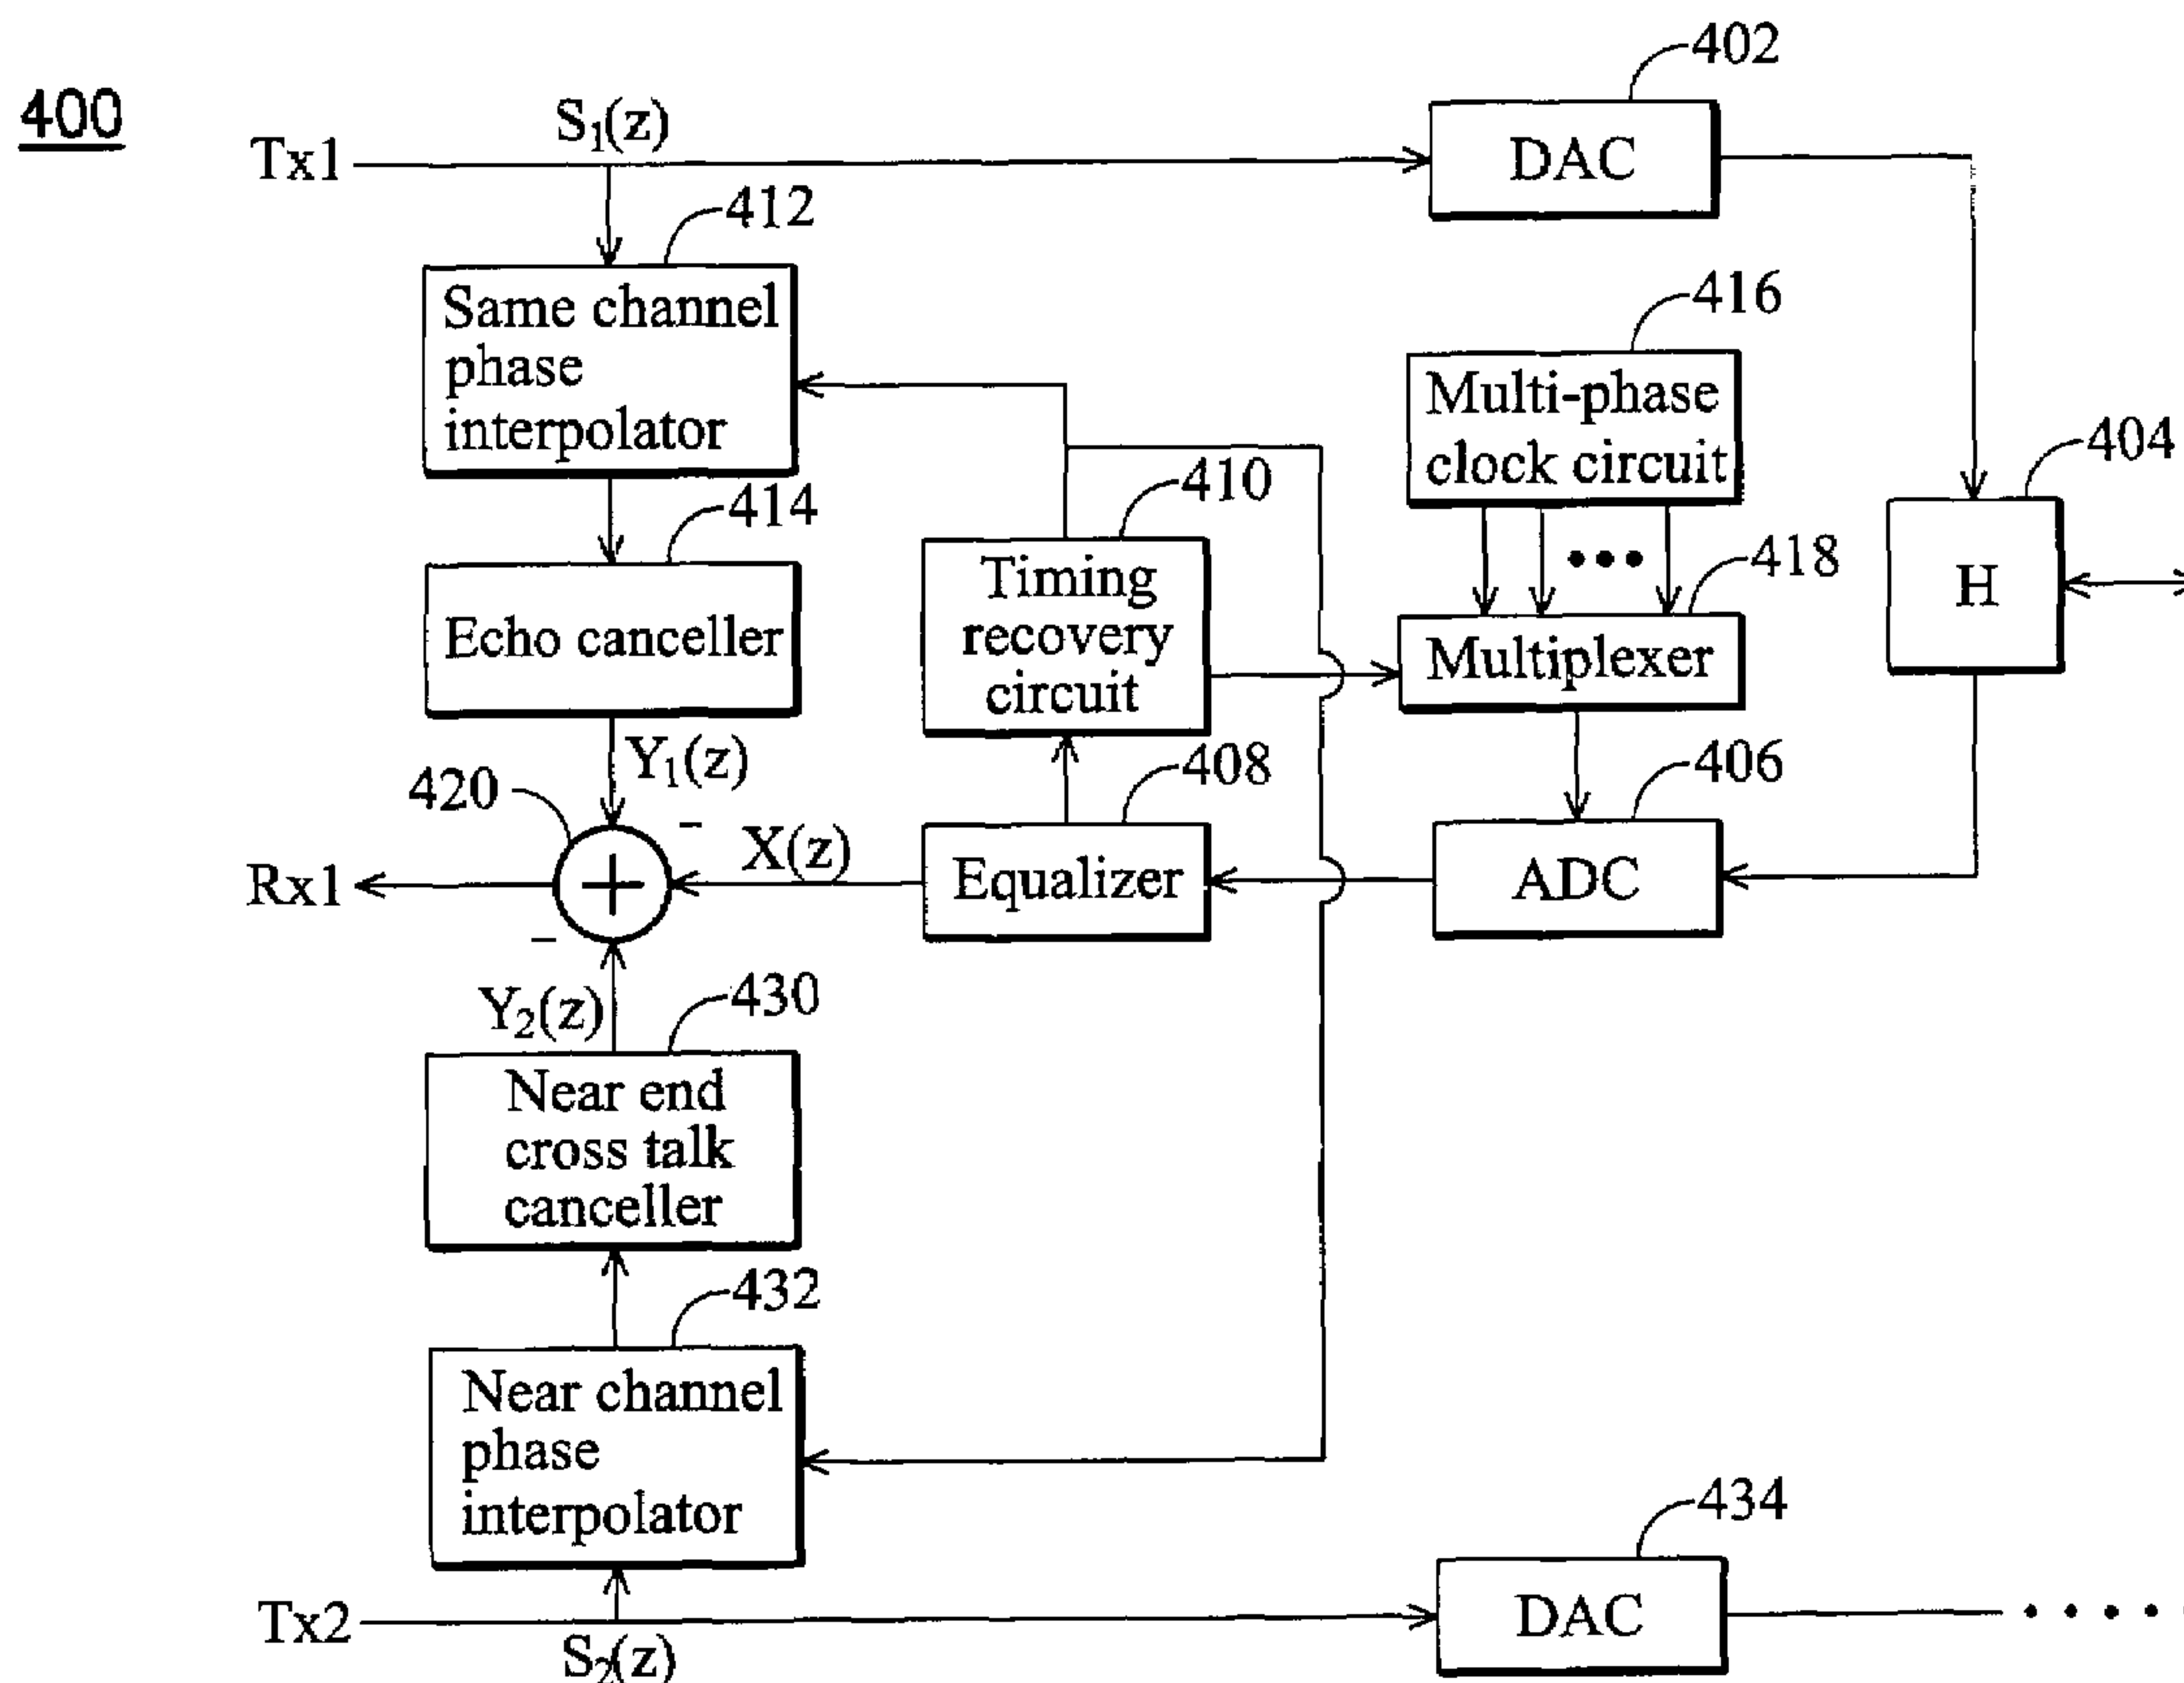 400
402
S₁(z)
Tx1
DAC
412
Same channel
phase
interpolator
416
Multi-phase
clock circuit
404
H
410
Timing
recovery
circuit
414
Echo canceller
418
Multiplexer
Y₁(z)
420
408
406
-
X(z)
Rx1
+
Equalizer
ADC
-
Y₂(z)
430
Near end
cross talk
canceller
432
Near channel
phase
interpolator
434
Tx2
S₂(z)
DAC